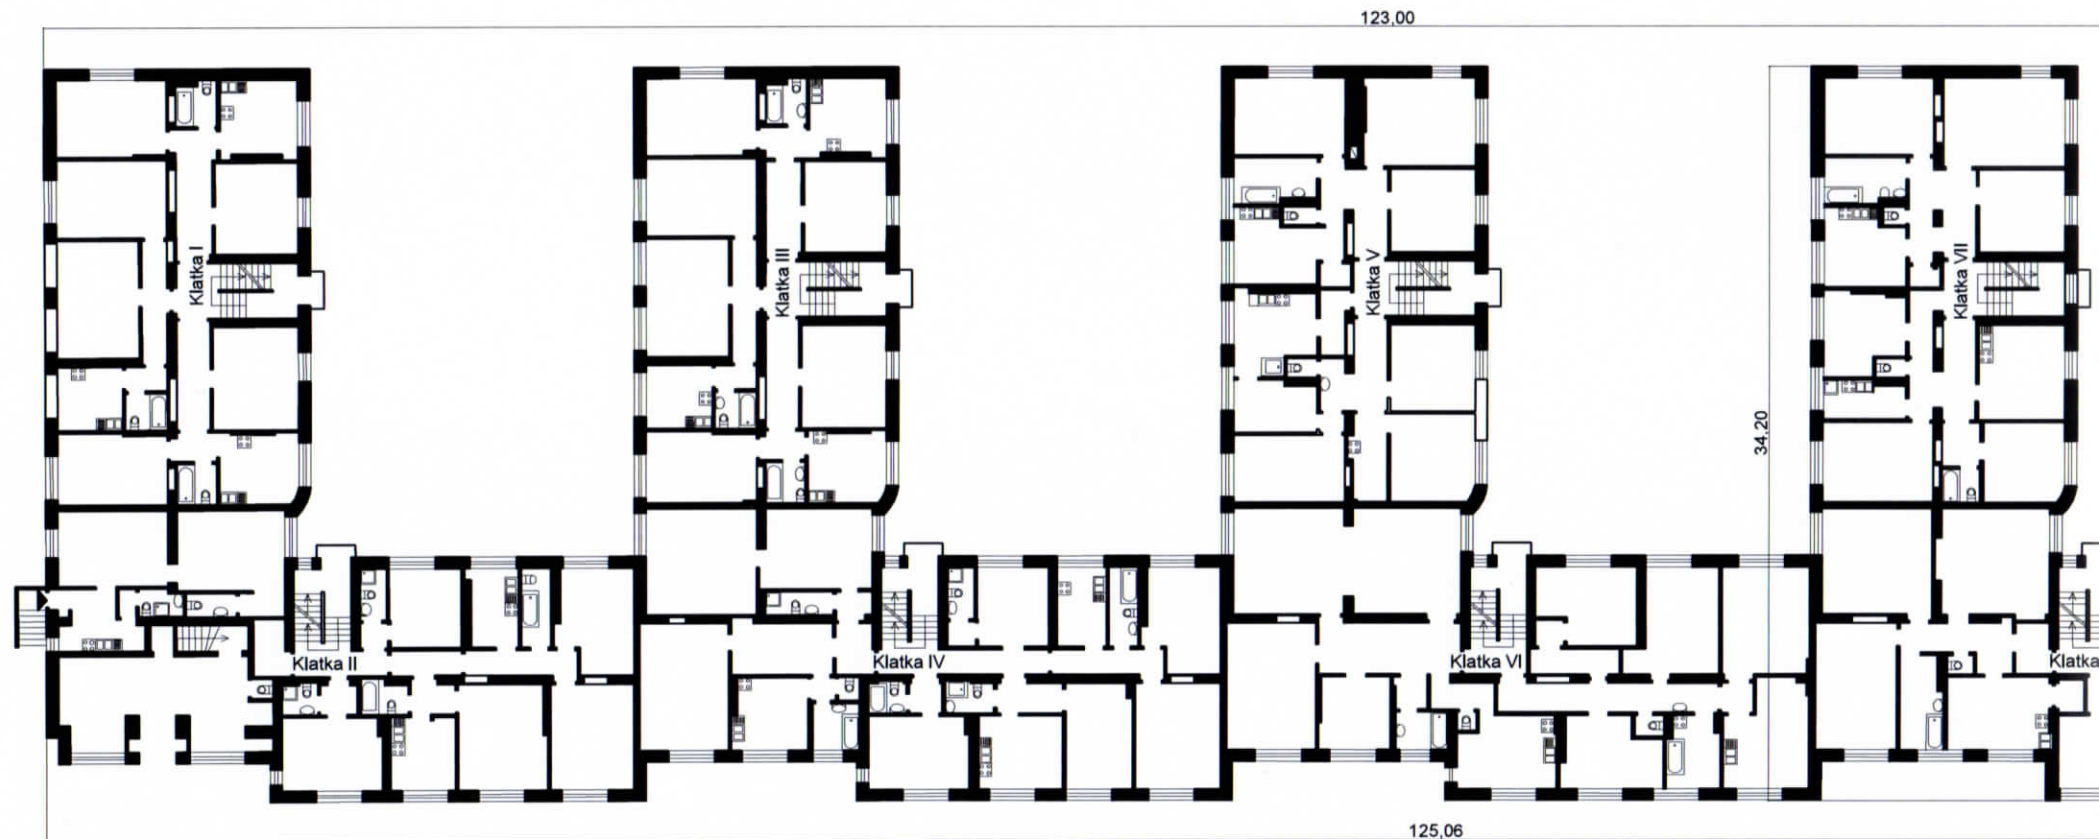 123,00
Klatka I
Klatka III
Klatka V
Klatka VII
34,20
Klatka II
Klatka IV
Klatka VI
Klatka
125,06